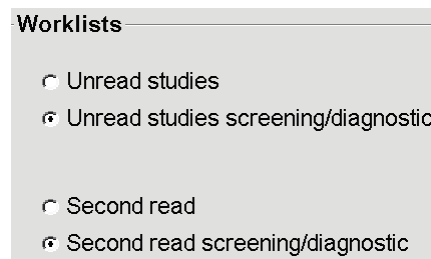 Worklists
Unread studies
Unread studies screening/diagnostic
Second read
Second read screening/diagnostic